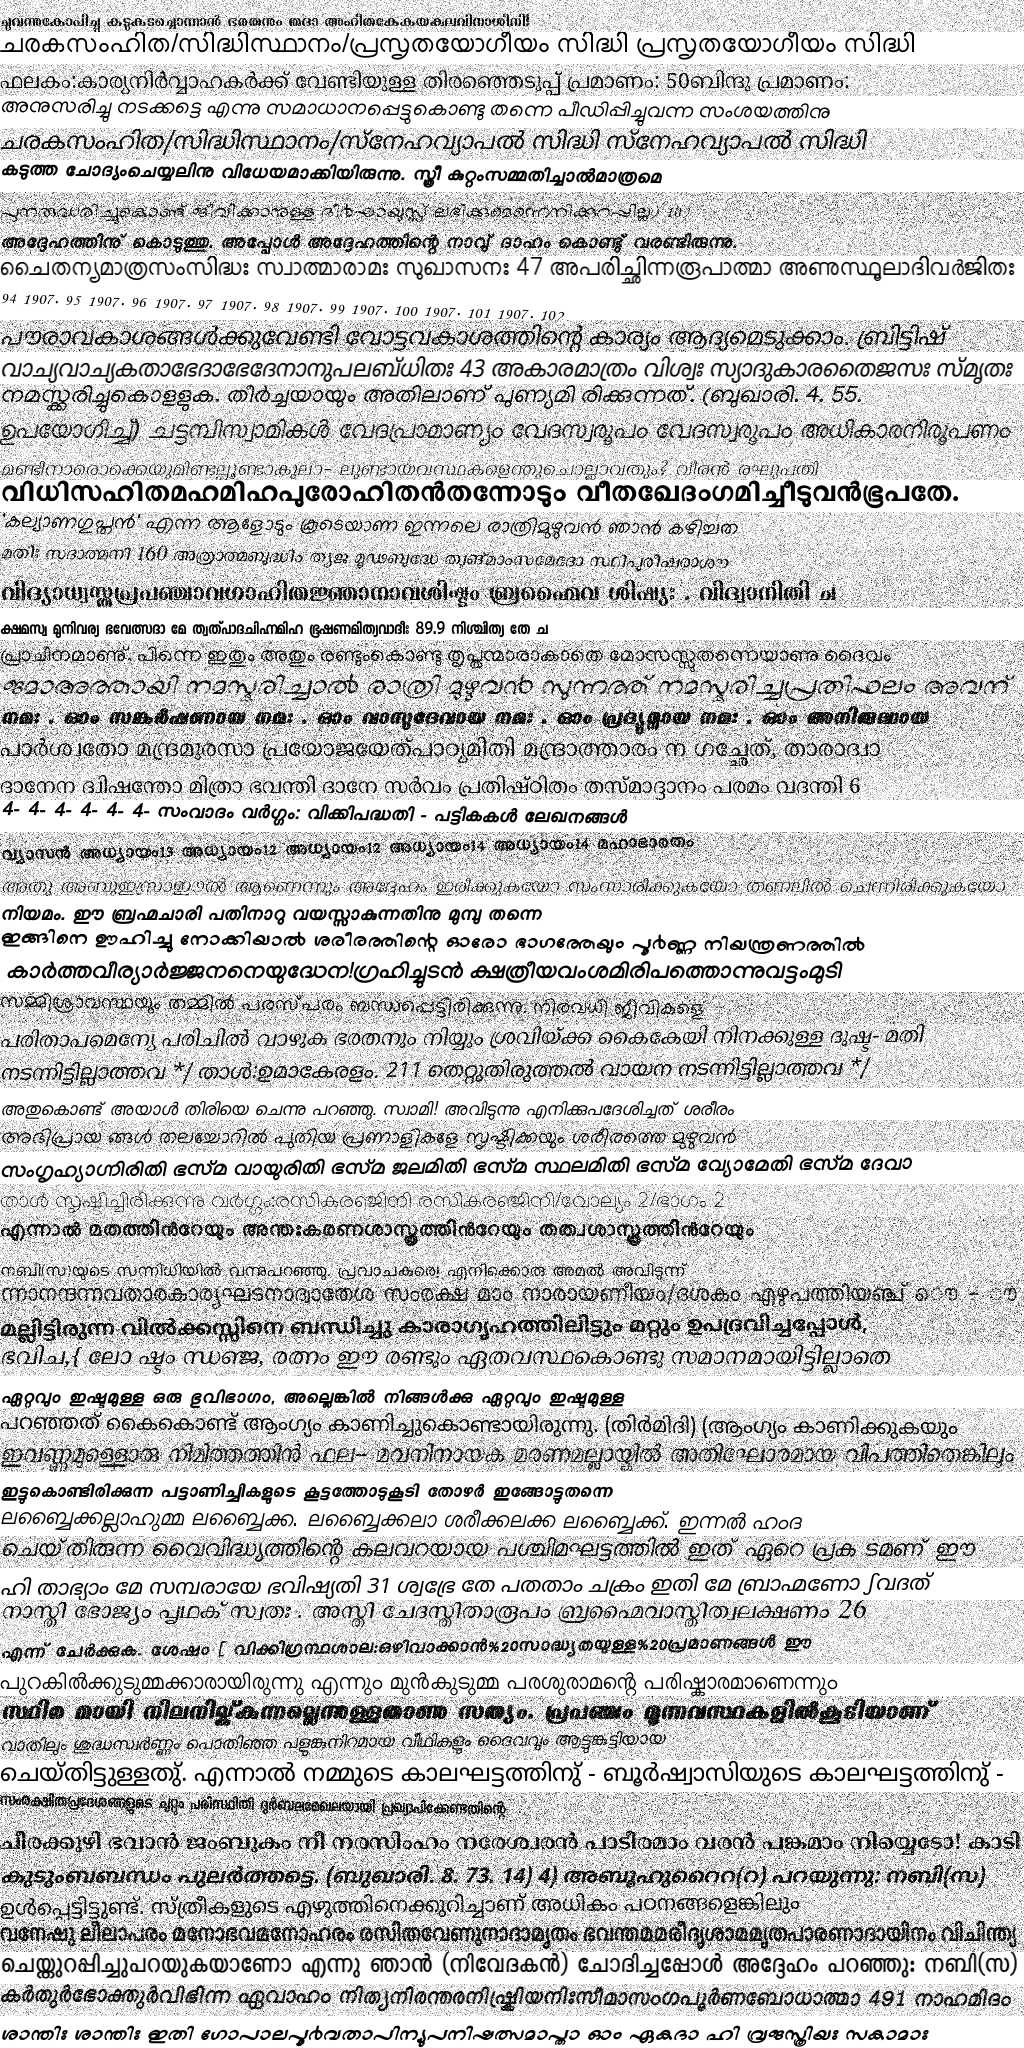 ചുവന്നുകോപിച്ചു കടുകുടച്ചൊന്നാൻ ഭരതനും തദാ അംഗിതകേകയകുലവിനാശിനി!
ചരകസംഹിത/സിദ്ധിസ്ഥാനം/പ്രസൃതയോഗീയം സിദ്ധി പ്രസൃതയോഗീയം സിദ്ധി
ഫലകം:കാര്യനിർവ്വാഹകർക്ക് വേണ്ടിയുള്ള തിരഞ്ഞെടുപ്പ് പ്രമാണം: 50ബിന്ദു പ്രമാണം:
അനുസരിച്ചു നടക്കട്ടെ എന്നു സമാധാനപ്പെട്ടുകൊണ്ടു തന്നെ പീഡിപ്പിച്ചുവന്ന സംശയത്തിനു
ചരകസംഹിത/സിദ്ധിസ്ഥാനം/സ്നേഹവ്യാപൽ സിദ്ധി സ്നേഹവ്യാപൽ സിദ്ധി
കടുത്ത ചോദ്യംചെയ്യലിനു വിധേയമാക്കിയിരുന്നു. സ്ത്രീ കുറ്റംസമ്മതിച്ചാൽമാത്രമെ
ജീവിക്കാനുള്ള ദീർഘായുസ്സ് 18)
അദ്ദേഹത്തിനു് കൊടുത്തു. അപ്പോൾ അദ്ദേഹത്തിന്റെ നാവു് ദാഹം കൊണ്ടു് വരണ്ടിരുന്നു.
ചൈതന്യമാത്രസംസിദ്ധഃ സ്വാത്മാരാമഃ സുഖാസനഃ 47 അപരിച്ഛിന്നരൂപാത്മാ അണുസ്ഥൂലാദിവർജിതഃ
94 1907. 95 1907. 96 1907. 97 1907. 98 1907. 99 1907. 100 1907. 101 1907. 102
പൗരാവകാശങ്ങൾക്കുവേണ്ടി വോട്ടവകാശത്തിന്റെ കാര്യം ആദ്യമെടുക്കാം. ബ്രിട്ടിഷ്
വാച്യവാച്യകതാഭേദാഭേദേനാനുപലബ്ധിതഃ 43 അകാരമാത്രം വിശ്വഃ സ്യാദുകാരതൈജസഃ സ്മൃതഃ
നമസ്ക്കരിച്ചുകൊളളുക. തിർച്ചയായും അതിലാണ് പുണ്യമി രിക്കുന്നത്. (ബുഖാരി. 4. 55.
ഉപയോഗിച്ച്) ചട്ടമ്പിസ്വാമികൾ വേദപ്രാമാണ്യം വേദസ്വരൂപം വേദസ്വരൂപം അധികാരനിരൂപണം
മണ്ടിനാരൊക്കെയുമിണ്ടല്പൂണ്ടാകുലാ- ലുണ്ടായവസ്ഥകളെന്തുചൊല്ലാവതും? വിരൻ രഘുപതി
വിധിസഹിതമഹമിഹപുരോഹിതൻതന്നോടും വീതഖേദംഗമിച്ചീടുവൻഭൂപതേ.
'കല്യാണഗുപ്തൻ' എന്ന ആളോടും കൂടെയാണ ഇന്നലെ രാത്രിമുഴുവൻ ഞാൻ കഴിച്ചത
മതിഃ സദാത്മനി 160 അത്രാത്മബുദ്ധിം ത്യജ മൂഢബുദ്ധേ ത്വങ്മാംസമേദോ സ്ഥിപുരീഷരാശൗ
വിദ്യാധ്വസ്തപ്രപഞ്ചാവഗാഹിതജ്ഞാനാവശിഷ്ടം ബ്രഹ്മൈവ ശിഷ്യഃ . വിദ്വാനിതി ച
ക്ഷമസ്വ മുനിവര്യ ഭവേത്സദാ മേ ത്വത്പാദചിഹ്നമിഹ ഭൂഷണമിത്യവാദിഃ 89.9 നിശ്ചിത്യ തേ ച
പ്രാചീനമാണു്. പിന്നെ ഇതും അതും രണ്ടുംകൊണ്ടു തൃപ്തന്മാരാകാതെ മോസസ്സുതന്നെയാണു ദൈവം
ജമാഅത്തായി നമസ്കരിച്ചാൽ രാത്രി മുഴുവൻ സുന്നത്ത് നമസ്കരിച്ചപ്രതിഫലം അവന്
നമഃ . ഓം സങ്കർഷണായ നമഃ . ഓം വാസുദേവായ നമഃ . ഓം പ്രദ്യുമ്നായ നമഃ . ഓം അനിരുദ്ധായ
പാർശ്വതോ മന്ദ്രമുരസാ പ്രയോജയേത്പാഠ്യമിതി മന്ദ്രാത്താരം ന ഗച്ഛേത്, താരാദ്വാ
ദാനേന ദ്വിഷന്തോ മിത്രാ ഭവന്തി ദാനേ സർവം പ്രതിഷ്ഠിതം തസ്മാദ്ദാനം പരമം വദന്തി 6
4- 4- 4- 4- 4- 4- സംവാദം വർഗ്ഗം: വിക്കിപദ്ധതി - പട്ടികകൾ ലേഖനങ്ങൾ
വ്യാസൻ അധ്യായം13 അധ്യായം12 അധ്യായം12 അധ്യായം14 അധ്യായം14 മഹാഭാരതം
അതു അബൂഇസ്രാഈൽ ആണെന്നും അദ്ദേഹം ഇരിക്കുകയോ സംസാരിക്കുകയോ തണലിൽ ചെന്നിരിക്കുകയോ
നിയമം. ഈ ബ്രഹ്മചാരി പതിനാറു വയസ്സാകുന്നതിനു മുമ്പു തന്നെ
ഇങ്ങിനെ ഊഹിച്ചു നോക്കിയാൽ ശരീരത്തിന്റെ ഓരോ ഭാഗത്തേയും പൂർണ്ണ നിയന്ത്രണത്തിൽ
കാർത്തവീര്യാർജ്ജനനെയുദ്ധേന!ഗ്രഹിച്ചുടൻ ക്ഷത്രീയവംശമിരിപത്തൊന്നുവട്ടംമുടി
സമ്മിശ്രാവസ്ഥയും തമ്മിൽ പരസ്പരം ബന്ധപ്പെട്ടിരിക്കുന്നു. നിരവധി ജീവികളെ
പരിതാപമെന്യേ പരിചിൽ വാഴുക ഭരതനും നിയ്യും ശ്രവിയ്ക്ക കൈകേയി നിനക്കുള്ള ദുഷ്ട- മതി
നടന്നിട്ടില്ലാത്തവ */ താൾ:ഉമാകേരളം. 211 തെറ്റുതിരുത്തൽ വായന നടന്നിട്ടില്ലാത്തവ */
അതുകൊണ്ട് അയാൾ തിരിയെ ചെന്നു പറഞ്ഞു. സ്വാമി! അവിടുന്നു എനിക്കുപദേശിച്ചത് ശരീരം
അഭിപ്രായ ങ്ങൾ തലച്ചോറിൽ പുതിയ പ്രണാളികളേ സൃഷ്ടിക്കയും ശരീരത്തെ മുഴുവൻ
സംഗൃഹ്യാഗ്നിരിതി ഭസ്മ വായുരിതി ഭസ്മ ജലമിതി ഭസ്മ സ്ഥലമിതി ഭസ്മ വ്യോമേതി ഭസ്മ ദേവാ
താൾ സൃഷ്ടിച്ചിരിക്കുന്നു വർഗ്ഗം:രസികരഞ്ജിനി രസികരഞ്ജിനി/വോല്യം 2/ഭാഗം 2
എന്നാൽ മതത്തിൻറേയും അന്തഃകരണശാസ്ത്രത്തിൻറേയും തത്വശാസ്ത്രത്തിൻറേയും
നബി(സ)യുടെ സന്നിധിയിൽ വന്നുപറഞ്ഞു. പ്രവാചകരെ! എനിക്കൊരു അമൽ അവിടുന്ന്
ന്നാനന്ദന്നവതാരകാര്യഘടനാദ്വാതേശ സംരക്ഷ മാം നാരായണീയം/ദശകം എഴുപത്തിയഞ്ച് ൌ - ൗ
മല്ലിട്ടിരുന്ന വിൽക്കസ്സിനെ ബന്ധിച്ചു കാരാഗൃഹത്തിലിട്ടും മറ്റും ഉപദ്രവിച്ചപ്പോൾ,
ഭവിച,{ ലോ ഷ്ടം ന്ധഞ്ജ, രത്നം ഈ രണ്ടും ഏതവസ്ഥകൊണ്ടു സമാനമായിട്ടില്ലാതെ
ഏറ്റവും ഇഷ്ടമുള്ള ഒരു ഭൂവിഭാഗം, അല്ലെങ്കിൽ നിങ്ങൾക്കു ഏറ്റവും ഇഷ്ടമുള്ള
പറഞ്ഞത് കൈകൊണ്ട് ആംഗ്യം കാണിച്ചുകൊണ്ടായിരുന്നു. (തിർമിദി) (ആംഗ്യം കാണിക്കുകയും
ഇവണ്ണമുള്ളൊരു നിമിത്തത്തിൻ ഫല- മവനിനായക മരണമല്ലായ്കിൽ അതിഘോരമായ വിപത്തിതെങ്കിലും
ഇട്ടുകൊണ്ടിരിക്കുന്ന പട്ടാണിച്ചികളുടെ കൂട്ടത്തോടുകൂടി തോഴർ ഇങ്ങോട്ടുതന്നെ
ലബ്ബൈക്കല്ലാഹുമ്മ ലബ്ബൈക്ക. ലബ്ബൈക്കലാ ശരീക്കലക്ക ലബ്ബൈക്ക്. ഇന്നൽ ഹംദ
ചെയ് തിരുന്ന വൈവിദ്ധ്യത്തിന്റെ കലവറയായ പശ്ചിമഘട്ടത്തിൽ ഇത് ഏറെ പ്രക ടമണ് ഈ
ഹി താഭ്യാം മേ സമ്പരായേ ഭവിഷ്യതി 31 ശ്വഭ്രേ തേ പതതാം ചക്രം ഇതി മേ ബ്രാഹ്മണോ ഽവദത്
നാസ്തി ഭോജ്യം പൃഥക് സ്വതഃ . അസ്തി ചേദസ്തിതാരൂപം ബ്രഹ്മൈവാസ്തിത്വലക്ഷണം 26
എന്ന് ചേർക്കുക. ശേഷം [ വിക്കിഗ്രന്ഥശാല:ഒഴിവാക്കാൻ%20സാദ്ധ്യതയുള്ള%20പ്രമാണങ്ങൾ ഈ
പുറകിൽക്കുടുമ്മക്കാരായിരുന്നു എന്നും മുൻകുടുമ്മ പരശുരാമന്റെ പരിഷ്കാരമാണെന്നും
സ്ഥിത മായി നിലനിയ്ക്കുന്നല്ലെന്നുള്ളതാണു സത്യം. പ്രപഞ്ചം മൂന്നവസ്ഥകളിൽകൂടിയാണ്
വാതിലും ശുദ്ധസ്വർണ്ണം പൊതിഞ്ഞ പളുങ്കുനിറമായ വീഥികളും ദൈവവും ആട്ടുങ്കുട്ടിയായ
ചെയ്തിട്ടുള്ളതു്. എന്നാൽ നമ്മുടെ കാലഘട്ടത്തിനു് - ബൂർഷ്വാസിയുടെ കാലഘട്ടത്തിനു് -
സംരക്ഷിതപ്രദേശങ്ങളുടെ ചുറ്റും പരിസ്ഥിതി ദുർബലമേഖലയായി പ്രഖ്യാപിക്കേണ്ടതിന്റെ
ചീരക്കുഴി ഭവാൻ ജംബുകം നീ നരസിംഹം നരേശ്വരൻ പാടീരമാം വരൻ പങ്കമാം നിയ്യെടോ! കാടി
കുടുംബബന്ധം പുലർത്തട്ടെ. (ബുഖാരി. 8. 73. 14) 4) അബൂഹുറൈറ(റ) പറയുന്നു: നബി(സ)
ഉൾപ്പെട്ടിട്ടുണ്ട്. സ്ത്രീകളുടെ എഴുത്തിനെക്കുറിച്ചാണ് അധികം പഠനങ്ങളെങ്കിലും
വനേഷു ലീലാപരം മനോഭവമനോഹരം രസിതവേണുനാദാമൃതം ഭവന്തമമരീദൃശാമമൃതപാരണാദായിനം വിചിന്ത്യ
ചെയ്തുറപ്പിച്ചുപറയുകയാണോ എന്നു ഞാൻ (നിവേദകൻ) ചോദിച്ചപ്പോൾ അദ്ദേഹം പറഞ്ഞു: നബി(സ)
കർതുർഭോക്തുർവിഭിന്ന ഏവാഹം നിത്യനിരന്തരനിഷ്ക്രിയനിഃസീമാസംഗപൂർണബോധാത്മാ 491 നാഹമിദം
ശാന്തിഃ ശാന്തിഃ ഇതി ഗോപാലപൂർവതാപിന്യുപനിഷത്സമാപ്താ ഓം ഏകദാ ഹി വ്രജസ്ത്രിയഃ സകാമാഃ